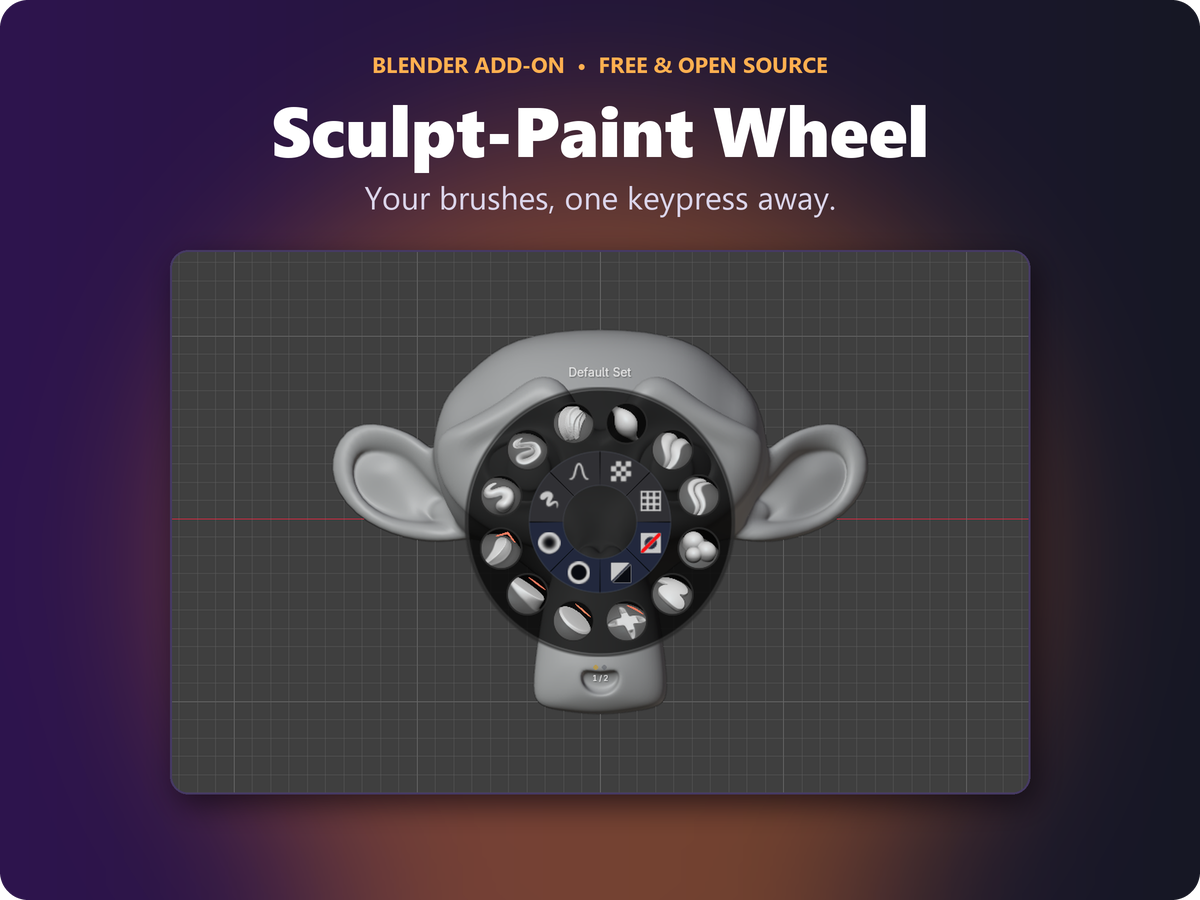 BLENDER ADD-ON • FREE & OPEN SOURCE
Sculpt-Paint Wheel
Your brushes, one keypress away.
Default Set
1/2